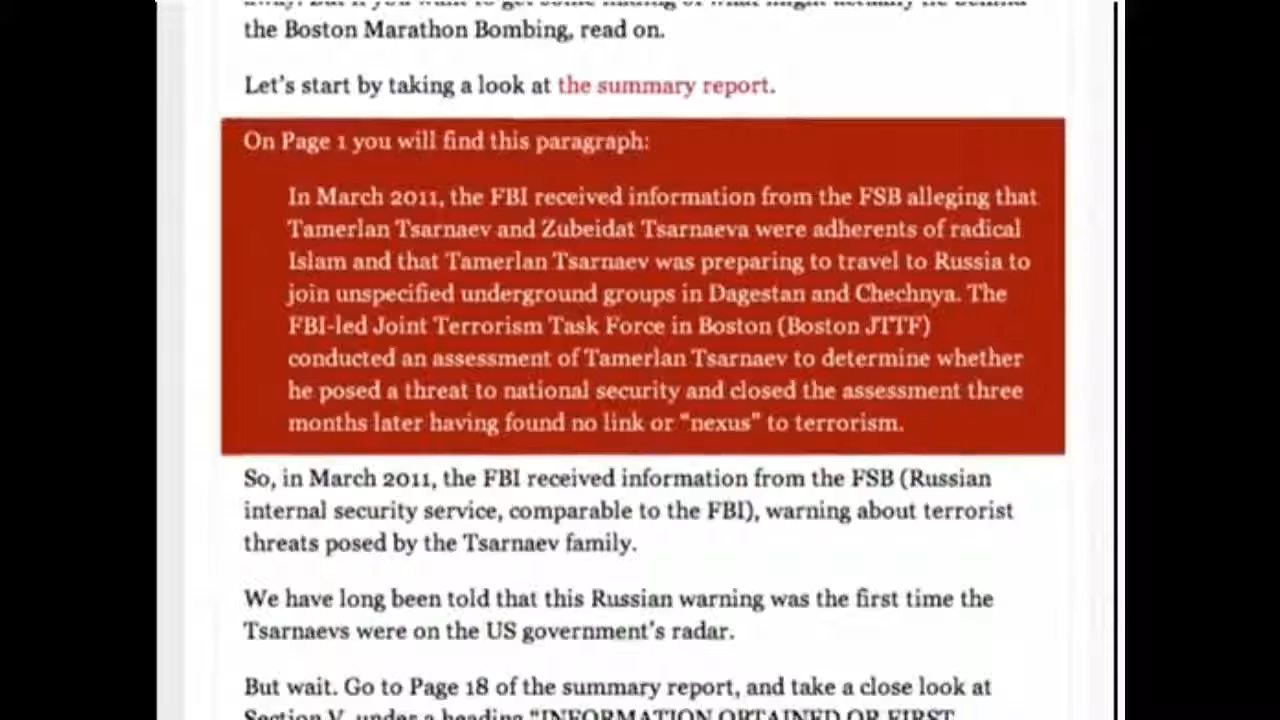 the Boston Marathon Bombing, read on.
Let's start by taking a look at the summary report.
On Page 1 you will find this paragraph:
In March 2011, the FBI received information from the FSB alleging that
Tamerlan Tsarnaev and Zubeidat Tsarnaeva were adherents of radical
Islam and that Tamerlan Tsarnaev was preparing to travel to Russia to
join unspecified underground groups in Dagestan and Chechnya. The
FBI-led Joint Terrorism Task Force in Boston (Boston JTTF)
conducted an assessment of Tamerlan Tsarnaev to determine whether
he posed a threat to national security and closed the assessment three
months later having found no link or "nexus" to terrorism.
So, in March 2011, the FBI received information from the FSB (Russian
internal security service, comparable to the FBI), warning about terrorist
threats posed by the Tsarnaev family.
We have long been told that this Russian warning was the first time the
Tsarnaevs were on the US government's radar.
But wait. Go to Page 18 of the summary report, and take a close look at
Section V, under a heading "INFORMATION OBTAINED OR FIRST